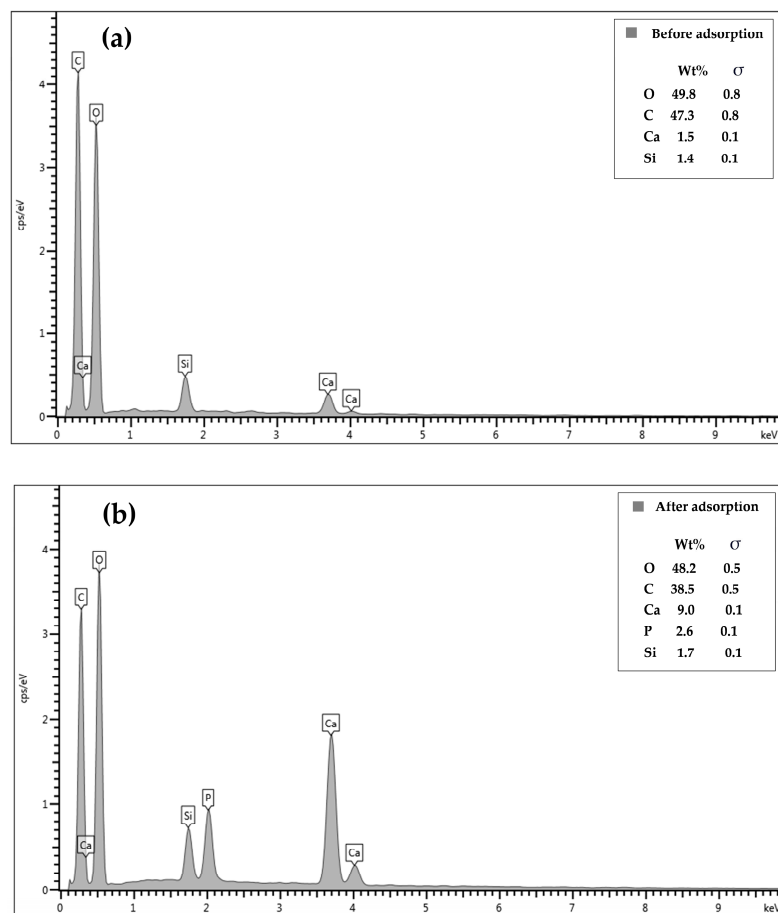 (a)
Before adsorption
Wt% σ
O 49.8 0.8
C 47.3 0.8
Ca 1.5 0.1
Si 1.4 0.1
C
O
Ca
Si
Ca
Ca
cps/eV
4
3
2
1
0
0 1 2 3 4 5 6 7 8 9 keV
(b)
After adsorption
Wt% σ
O 48.2 0.5
C 38.5 0.5
Ca 9.0 0.1
P 2.6 0.1
Si 1.7 0.1
O
C
Ca
Si
P
Ca
Ca
cps/eV
4
3
2
1
0
0 1 2 3 4 5 6 7 8 9 keV